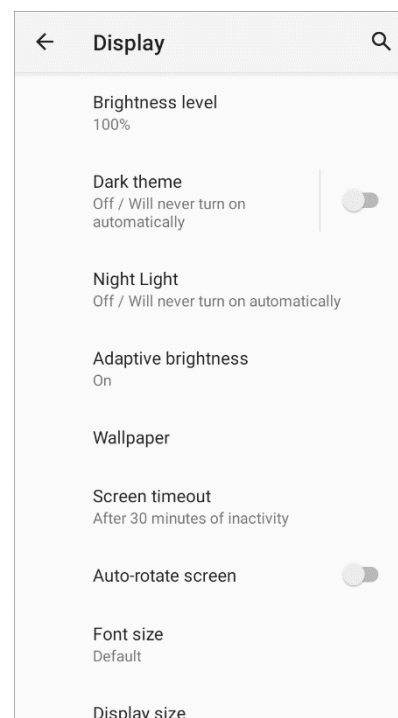 Display
Brightness level
100%
Dark theme
Off / Will never turn on
automatically
Night Light
Off / Will never turn on automatically
Adaptive brightness
On
Wallpaper
Screen timeout
After 30 minutes of inactivity
Auto-rotate screen
Font size
Default
Display size